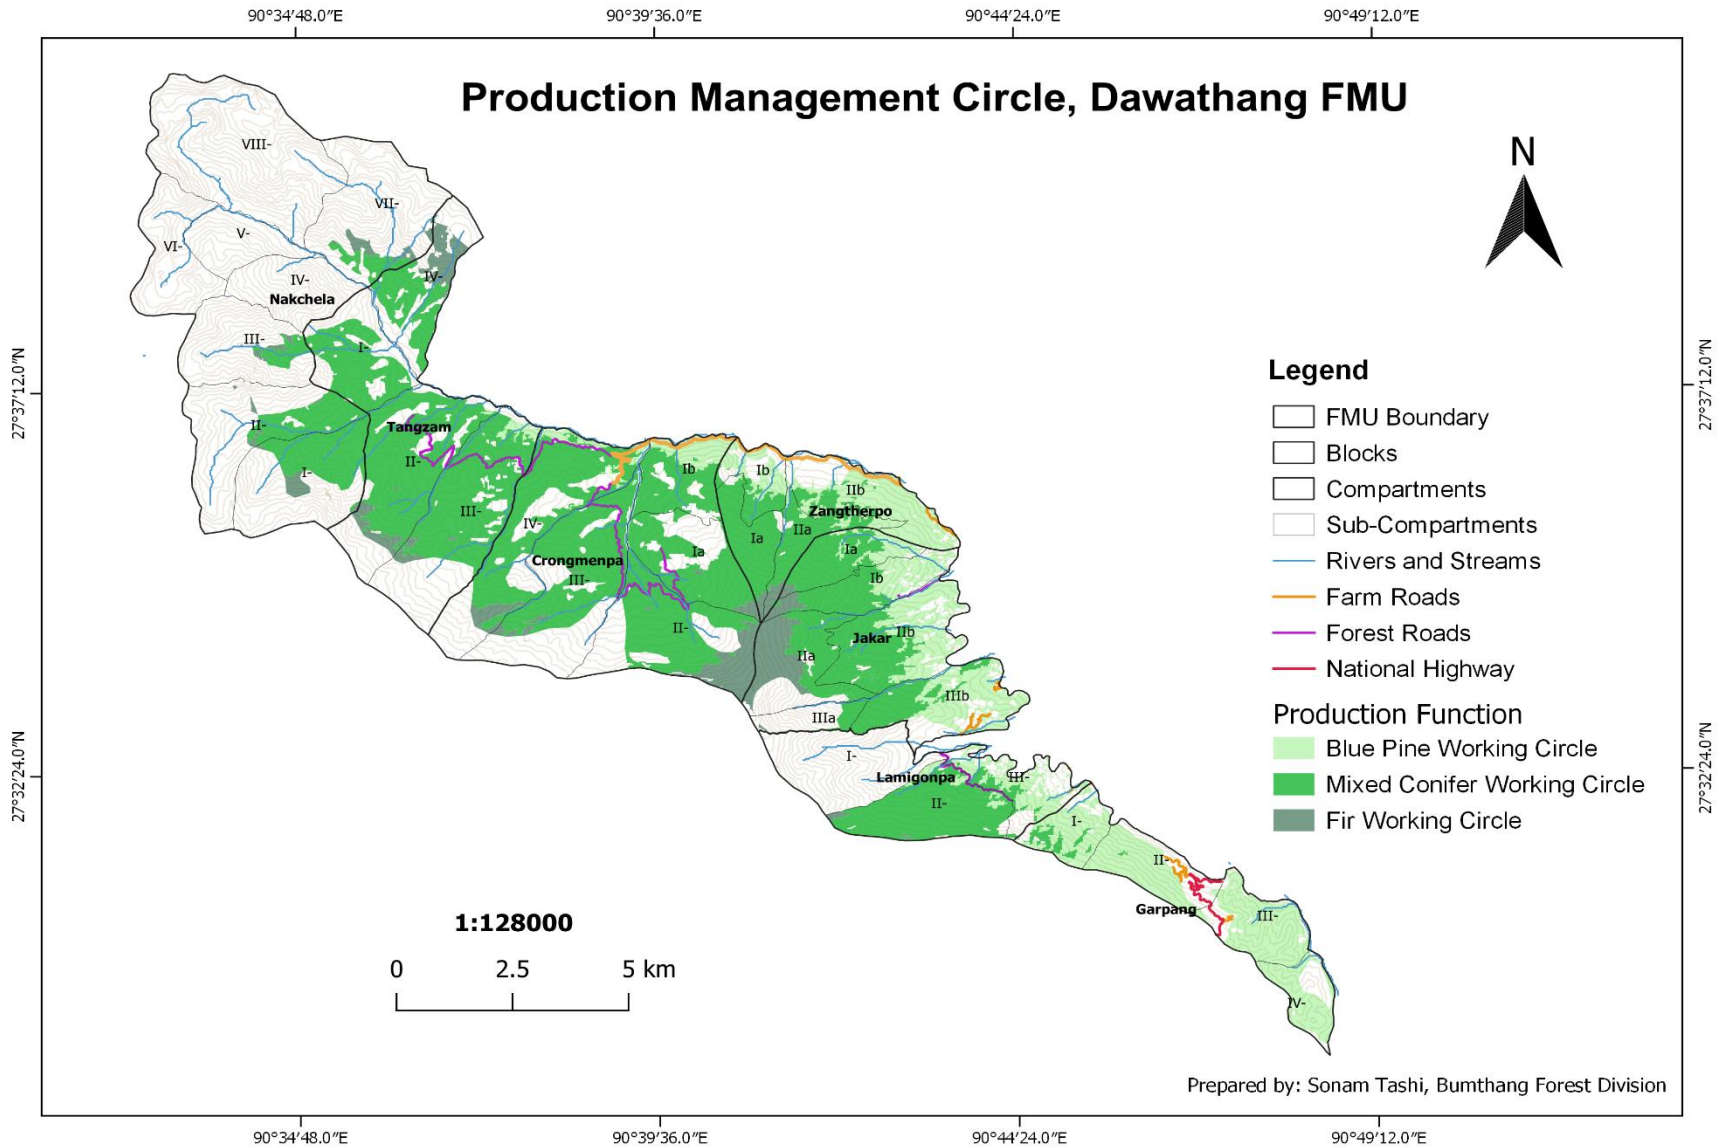 90°34′48.0″E 90°39′36.0″E 90°44′24.0″E 90°49′12.0″E
Production Management Circle, Dawathang FMU
N
VIII-
VII-
V-
VI-
IV-
IV-
Nakchela
III-
I-
27°37′12.0″N
27°37′12.0″N
II-
Tangzam
II-
I-
Ib
Ib
IIb
III-
IV-
Zangtherpo
IIa
Ia
Ia
Ia
Crongmenpa
III-
Ib
II-
Jakar
IIb
IIa
IIIb
IIIa
I-
Lamigonpa
III-
II-
I-
II-
Garpang
III-
IV-
27°32′24.0″N
27°32′24.0″N
Legend
FMU Boundary
Blocks
Compartments
Sub-Compartments
Rivers and Streams
Farm Roads
Forest Roads
National Highway
Production Function
Blue Pine Working Circle
Mixed Conifer Working Circle
Fir Working Circle
1:128000
0 2.5 5 km
Prepared by: Sonam Tashi, Bumthang Forest Division
90°34′48.0″E 90°39′36.0″E 90°44′24.0″E 90°49′12.0″E